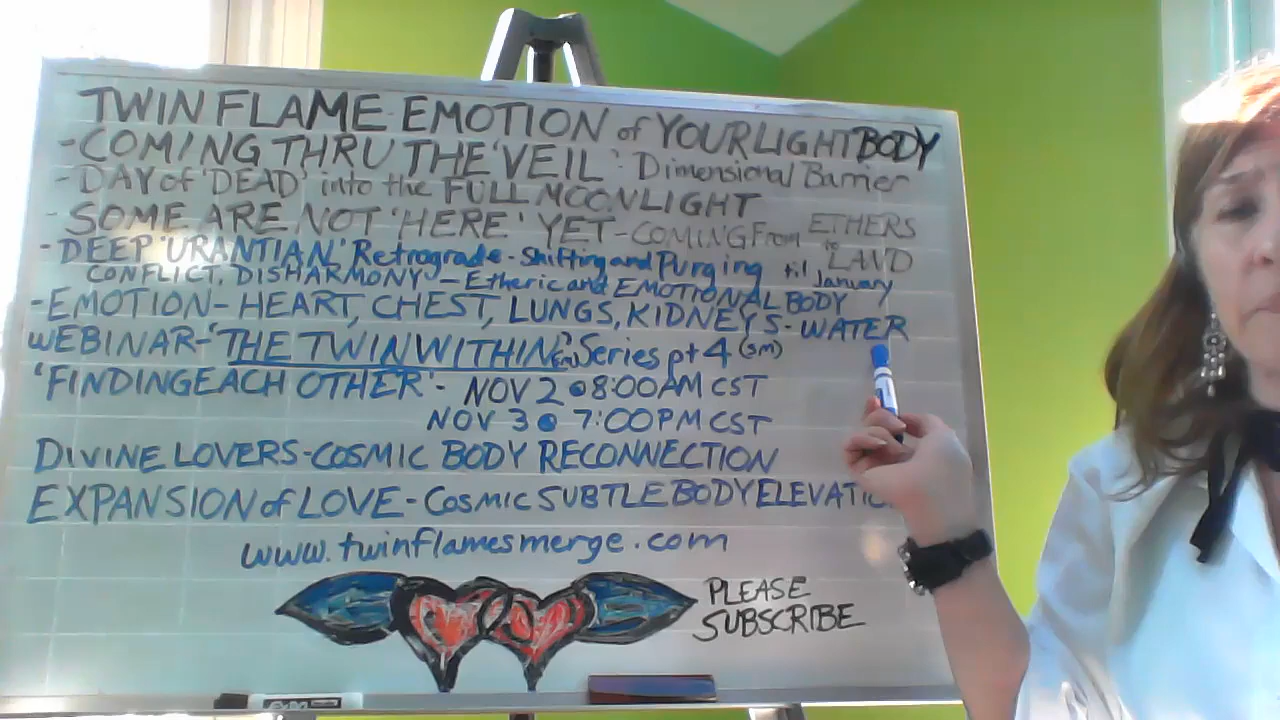 TWIN FLAME EMOTION of YOUR LIGHT BODY
- COMING THRU THE 'VEIL': Dimensional Barrier
- DAY of 'DEAD' into the FULL MOONLIGHT
- SOME ARE NOT 'HERE' YET - COMING From ETHERS to LAND
- DEEP 'URANTIAN' Retrograde - Shifting and Purging til January
CONFLICT, DISHARMONY - Etheric and EMOTIONAL BODY
- EMOTION - HEART, CHEST, LUNGS, KIDNEYS - WATER
WEBINAR - 'THE TWIN WITHIN' Series pt 4 (sm)
'FINDING EACH OTHER' - NOV 2 @ 8:00AM CST
NOV 3 @ 7:00PM CST
DIVINE LOVERS - COSMIC BODY RECONNECTION
EXPANSION of LOVE - COSMIC SUBTLE BODY ELEVATIO
www.twinflamesmerge.com
PLEASE
SUBSCRIBE